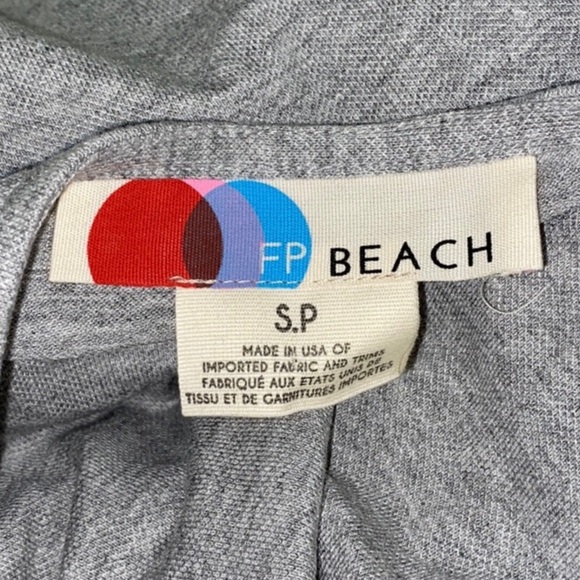 FP BEACH
S.P
MADE IN USA OF
IMPORTED FABRIC AND TRIMS
FABRIQUÉ AUX ETATS UNIS DE
TISSU ET DE GARNITURES IMPORTES